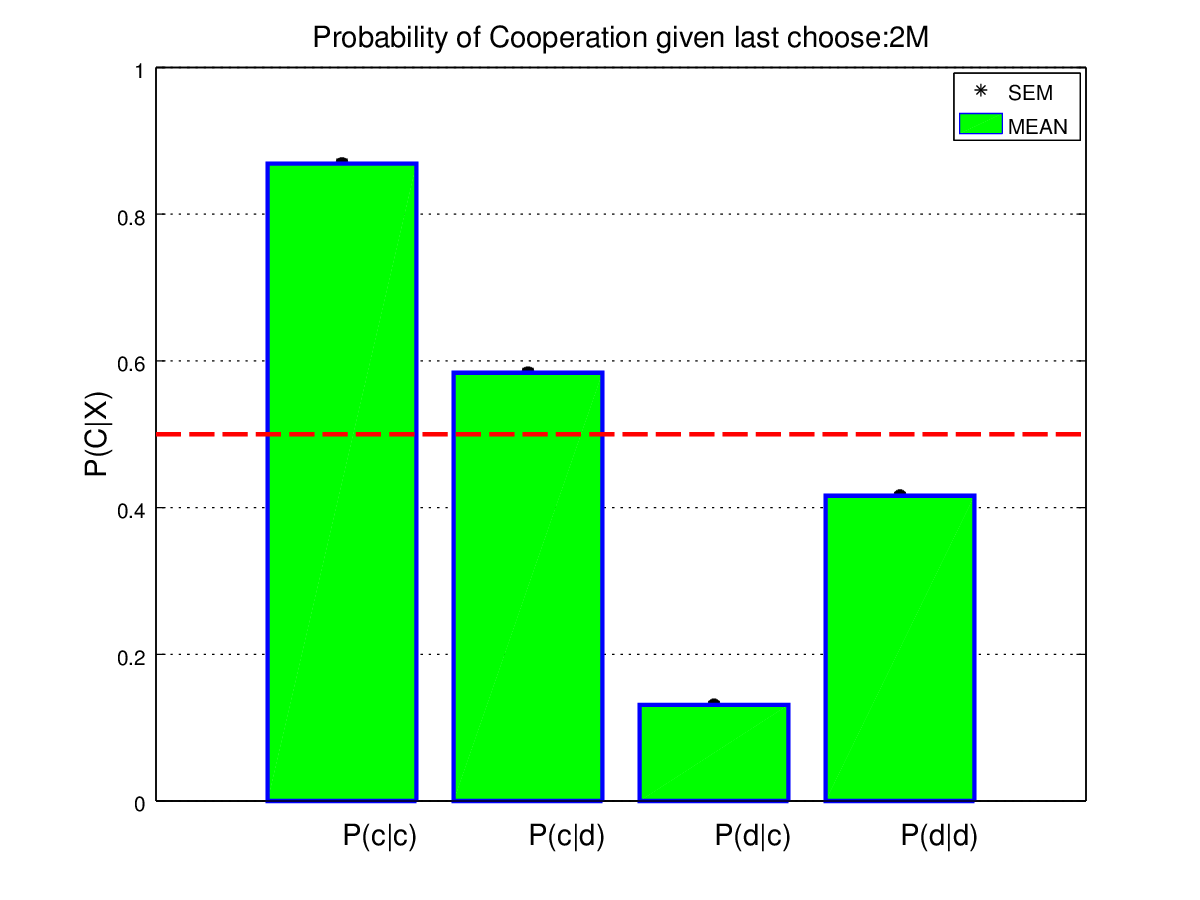 Probability of Cooperation given last choose:2M
SEM
MEAN
P(C|X)
1
0.8
0.6
0.4
0.2
0
P(c|c)
P(c|d)
P(d|c)
P(d|d)